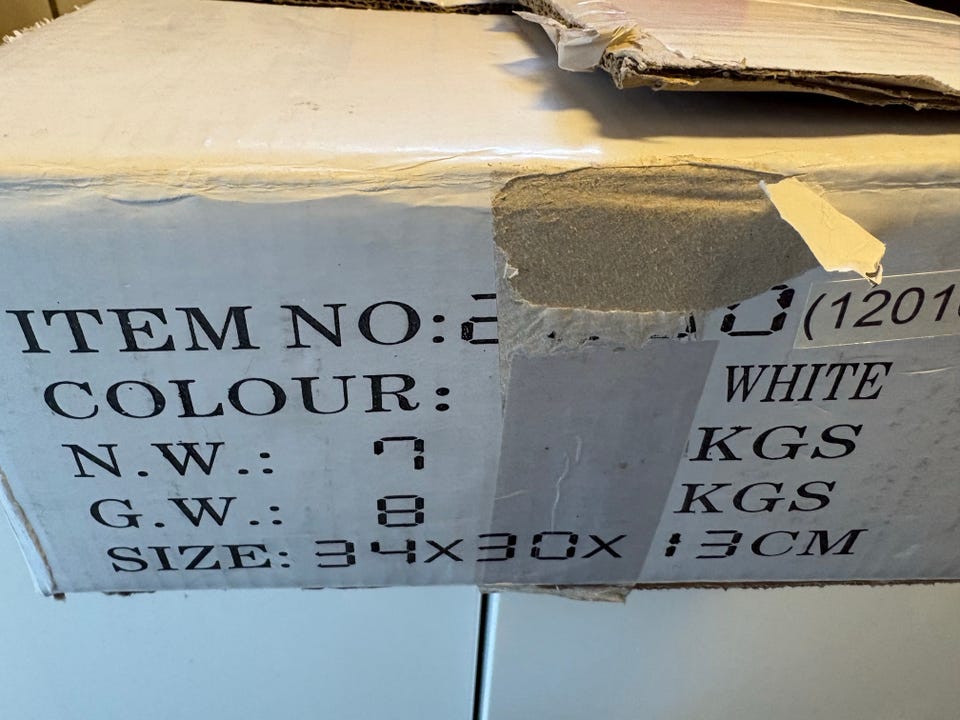 ITEM NO:
COLOUR: WHITE
N.W.: 7 KGS
G.W.: 8 KGS
SIZE: 34x30x 13CM